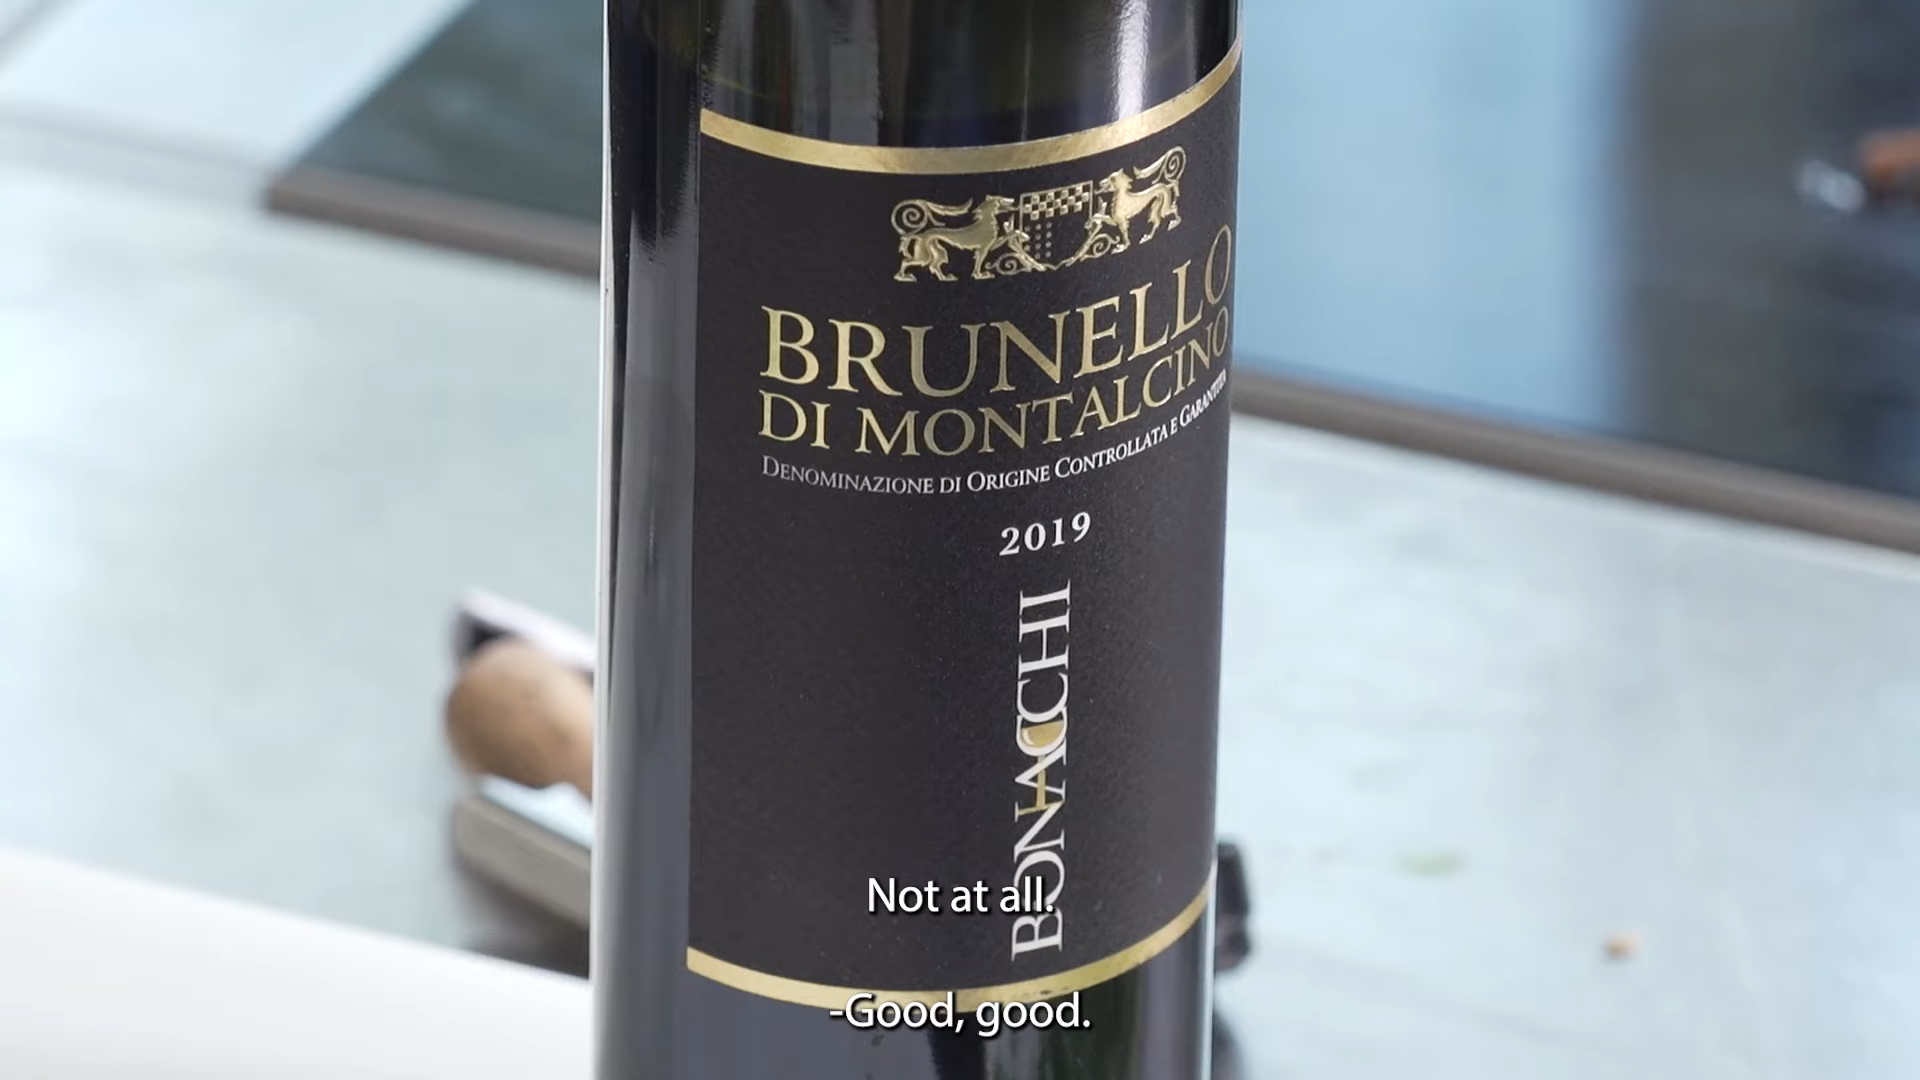 BRUNELLO
DI MONTALCINO
DENOMINAZIONE DI ORIGINE CONTROLLATA E GARANTITA
2019
BONACCHI
Not at all.
-Good, good.